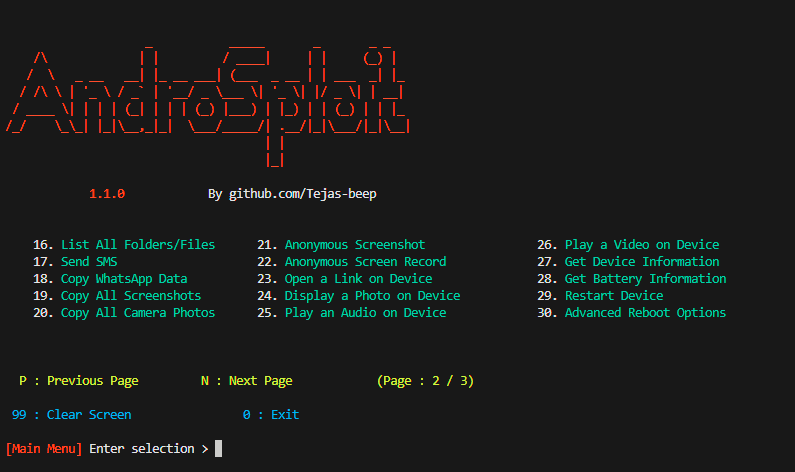 AndroSploit
1.1.0 By github.com/Tejas-beep
16. List All Folders/Files 21. Anonymous Screenshot 26. Play a Video on Device
17. Send SMS 22. Anonymous Screen Record 27. Get Device Information
18. Copy WhatsApp Data 23. Open a Link on Device 28. Get Battery Information
19. Copy All Screenshots 24. Display a Photo on Device 29. Restart Device
20. Copy All Camera Photos 25. Play an Audio on Device 30. Advanced Reboot Options
P : Previous Page N : Next Page (Page : 2 / 3)
99 : Clear Screen 0 : Exit
[Main Menu] Enter selection >